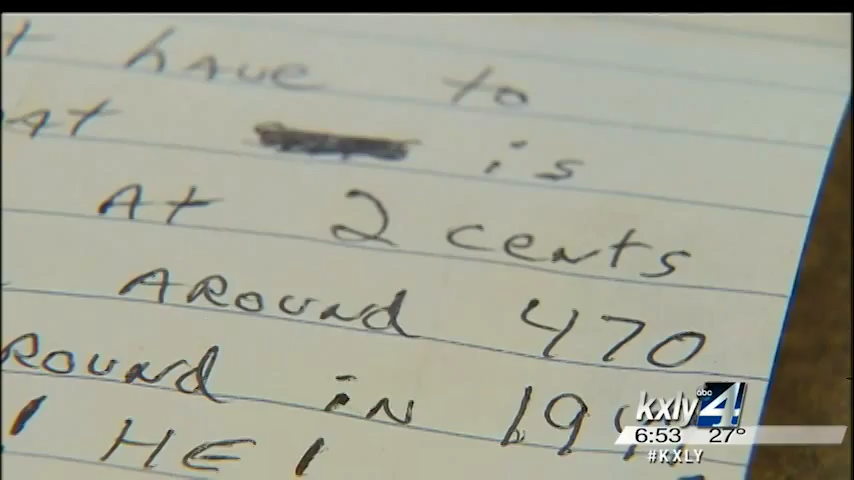 have to
at is
At 2 cents
AROUND 470
ROUND in 19
HE
abc
kxly 4
6:53 27°
#KXLY